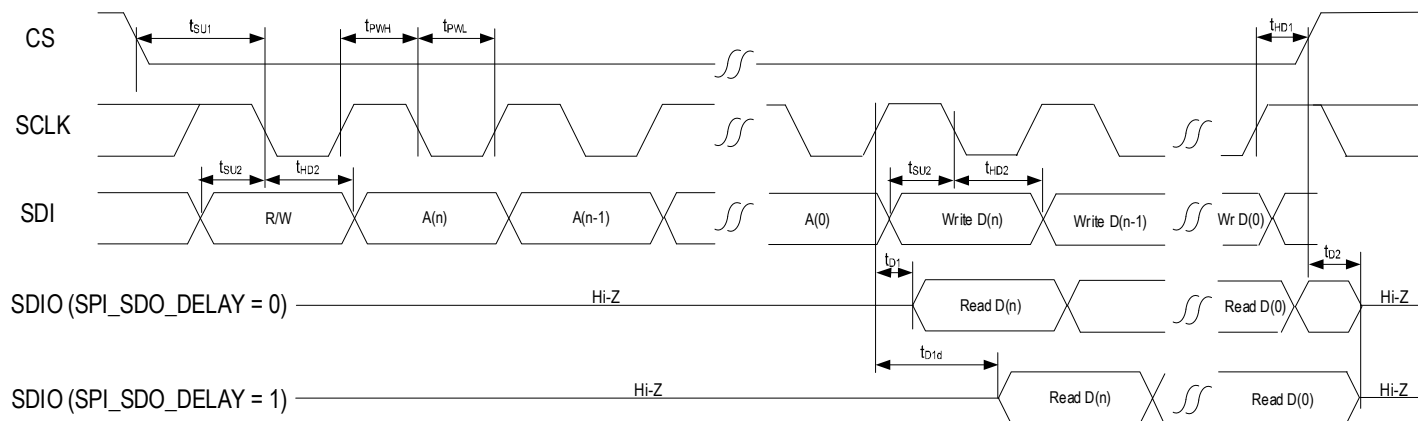 CS
tSU1
tPWH
tPWL
tHD1
SCLK
tSU2
tHD2
tSU2
tHD2
SDI
R/W
A(n)
A(n-1)
A(0)
Write D(n)
Write D(n-1)
Wr D(0)
tD1
tD2
SDIO (SPI_SDO_DELAY = 0)
Hi-Z
Read D(n)
Read D(0)
Hi-Z
tD1d
SDIO (SPI_SDO_DELAY = 1)
Hi-Z
Read D(n)
Read D(0)
Hi-Z